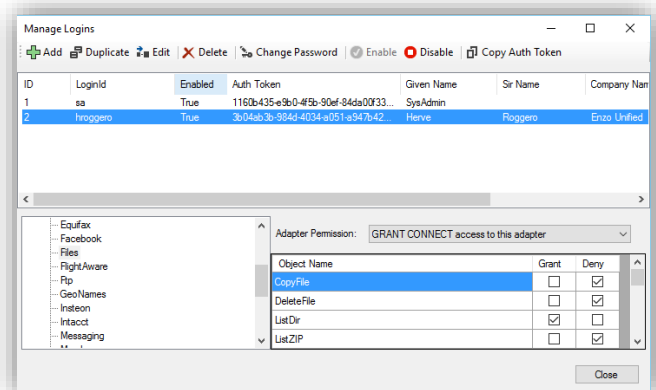 Manage Logins
Add Duplicate Edit Delete Change Password Enable Disable Copy Auth Token
ID LoginId Enabled Auth Token Given Name Sir Name Company Nam
1 sa True 1160b435-e9b0-4f5b-90ef-84da00f33... SysAdmin
2 hroggero True 3b04ab3b-984d-4034-a051-a947b42... Herve Roggero Enzo Unified
Equifax
Facebook
Files
FlightAware
Ftp
GeoNames
Insteon
Intacct
Messaging
Adapter Permission: GRANT CONNECT access to this adapter
Object Name Grant Deny
CopyFile
DeleteFile
ListDir
ListZIP
Close